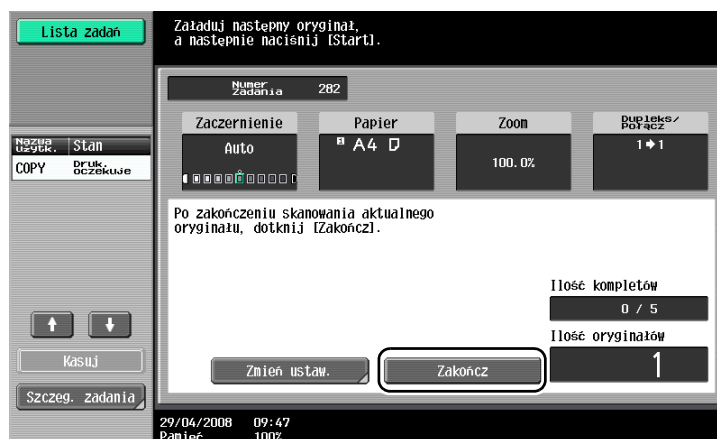 Lista zadań
Załaduj następny oryginał,
a następnie naciśnij [Start].
Numer
Zadania 282
Zaczernienie Papier Zoom Dupleks/
Połącz
Auto A4 100.0% 1 1
Nazwa
użytk. Stan
COPY Druk.
oczekuje
Po zakończeniu skanowania aktualnego
oryginału, dotknij [Zakończ].
Ilość kompletów
0 / 5
Ilość oryginałów
1
Kasuj
Zmień ustaw. Zakończ
Szczeg. zadania
29/04/2008 09:47
Pamięć 100%